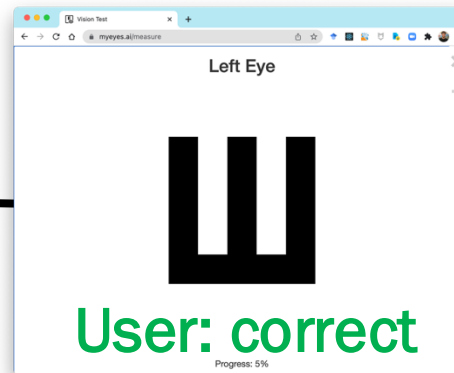 Vision Test
myeyes.ai/measure
Left Eye
User: correct
Progress: 5%